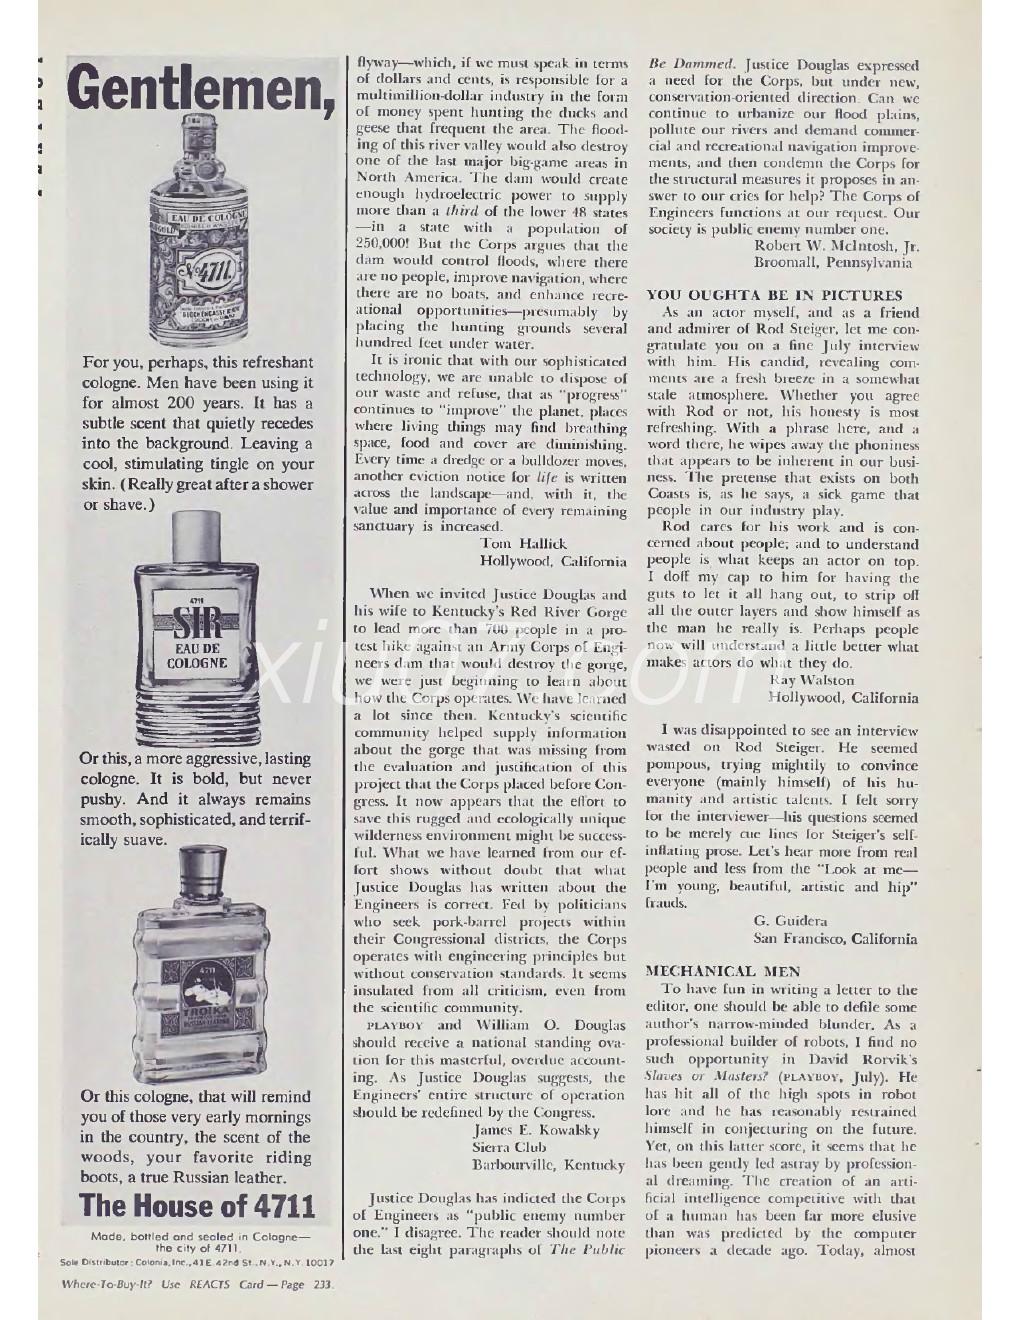 Gentlemen,
EAU DE COLOGNE
No 4711.
GLOCKENGASSE
For you, perhaps, this refreshant
cologne. Men have been using it
for almost 200 years. It has a
subtle scent that quietly recedes
into the background. Leaving a
cool, stimulating tingle on your
skin. (Really great after a shower
or shave.)
4711
SIR
EAU DE
COLOGNE
Or this, a more aggressive, lasting
cologne. It is bold, but never
pushy. And it always remains
smooth, sophisticated, and terrif-
ically suave.
4711
TROIKA
RUSSIAN LEATHER
Or this cologne, that will remind
you of those very early mornings
in the country, the scent of the
woods, your favorite riding
boots, a true Russian leather.
The House of 4711
Made, bottled and sealed in Cologne—
the city of 4711.
Sole Distributor: Colonia, Inc., 41 E. 42nd St., N.Y., N.Y. 10017
Where-To-Buy-It? Use REACTS Card — Page 233.
flyway—which, if we must speak in terms
of dollars and cents, is responsible for a
multimillion-dollar industry in the form
of money spent hunting the ducks and
geese that frequent the area. The flood-
ing of this river valley would also destroy
one of the last major big-game areas in
North America. The dam would create
enough hydroelectric power to supply
more than a third of the lower 48 states
—in a state with a population of
250,000! But the Corps argues that the
dam would control floods, where there
are no people, improve navigation, where
there are no boats, and enhance recre-
ational opportunities—presumably by
placing the hunting grounds several
hundred feet under water.
It is ironic that with our sophisticated
technology, we are unable to dispose of
our waste and refuse, that as "progress"
continues to "improve" the planet, places
where living things may find breathing
space, food and cover are diminishing.
Every time a dredge or a bulldozer moves,
another eviction notice for life is written
across the landscape—and, with it, the
value and importance of every remaining
sanctuary is increased.
Tom Hallick
Hollywood, California
When we invited Justice Douglas and
his wife to Kentucky's Red River Gorge
to lead more than 700 people in a pro-
test hike against an Army Corps of Engi-
neers dam that would destroy the gorge,
we were just beginning to learn about
how the Corps operates. We have learned
a lot since then. Kentucky's scientific
community helped supply information
about the gorge that was missing from
the evaluation and justification of this
project that the Corps placed before Con-
gress. It now appears that the effort to
save this rugged and ecologically unique
wilderness environment might be success-
ful. What we have learned from our ef-
fort shows without doubt that what
Justice Douglas has written about the
Engineers is correct. Fed by politicians
who seek pork-barrel projects within
their Congressional districts, the Corps
operates with engineering principles but
without conservation standards. It seems
insulated from all criticism, even from
the scientific community.
PLAYBOY and William O. Douglas
should receive a national standing ova-
tion for this masterful, overdue account-
ing. As Justice Douglas suggests, the
Engineers' entire structure of operation
should be redefined by the Congress.
James E. Kowalsky
Sierra Club
Barbourville, Kentucky
Justice Douglas has indicted the Corps
of Engineers as "public enemy number
one." I disagree. The reader should note
the last eight paragraphs of The Public
Be Dammed. Justice Douglas expressed
a need for the Corps, but under new,
conservation-oriented direction. Can we
continue to urbanize our flood plains,
pollute our rivers and demand commer-
cial and recreational navigation improve-
ments, and then condemn the Corps for
the structural measures it proposes in an-
swer to our cries for help? The Corps of
Engineers functions at our request. Our
society is public enemy number one.
Robert W. McIntosh, Jr.
Broomall, Pennsylvania
YOU OUGHTA BE IN PICTURES
As an actor myself, and as a friend
and admirer of Rod Steiger, let me con-
gratulate you on a fine July interview
with him. His candid, revealing com-
ments are a fresh breeze in a somewhat
stale atmosphere. Whether you agree
with Rod or not, his honesty is most
refreshing. With a phrase here, and a
word there, he wipes away the phoniness
that appears to be inherent in our busi-
ness. The pretense that exists on both
Coasts is, as he says, a sick game that
people in our industry play.
Rod cares for his work and is con-
cerned about people; and to understand
people is what keeps an actor on top.
I doff my cap to him for having the
guts to let it all hang out, to strip off
all the outer layers and show himself as
the man he really is. Perhaps people
now will understand a little better what
makes actors do what they do.
Ray Walston
Hollywood, California
I was disappointed to see an interview
wasted on Rod Steiger. He seemed
pompous, trying mightily to convince
everyone (mainly himself) of his hu-
manity and artistic talents. I felt sorry
for the interviewer—his questions seemed
to be merely cue lines for Steiger's self-
inflating prose. Let's hear more from real
people and less from the "Look at me—
I'm young, beautiful, artistic and hip"
frauds.
G. Guidera
San Francisco, California
MECHANICAL MEN
To have fun in writing a letter to the
editor, one should be able to defile some
author's narrow-minded blunder. As a
professional builder of robots, I find no
such opportunity in David Rorvik's
Slaves or Masters? (PLAYBOY, July). He
has hit all of the high spots in robot
lore and he has reasonably restrained
himself in conjecturing on the future.
Yet, on this latter score, it seems that he
has been gently led astray by profession-
al dreaming. The creation of an arti-
ficial intelligence competitive with that
of a human has been far more elusive
than was predicted by the computer
pioneers a decade ago. Today, almost